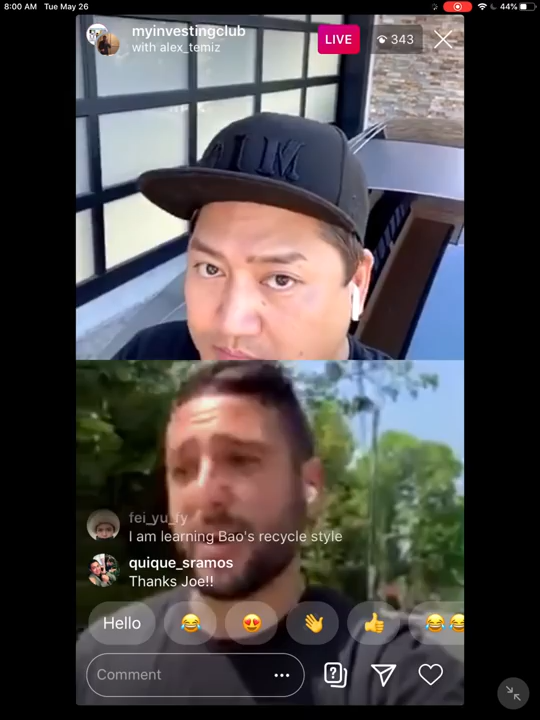 8:00 AM Tue May 26
44%
myinvestingclub
with alex_temiz
LIVE
343
fei_yu_fy
I am learning Bao's recycle style
quique_sramos
Thanks Joe!!
Hello
Comment